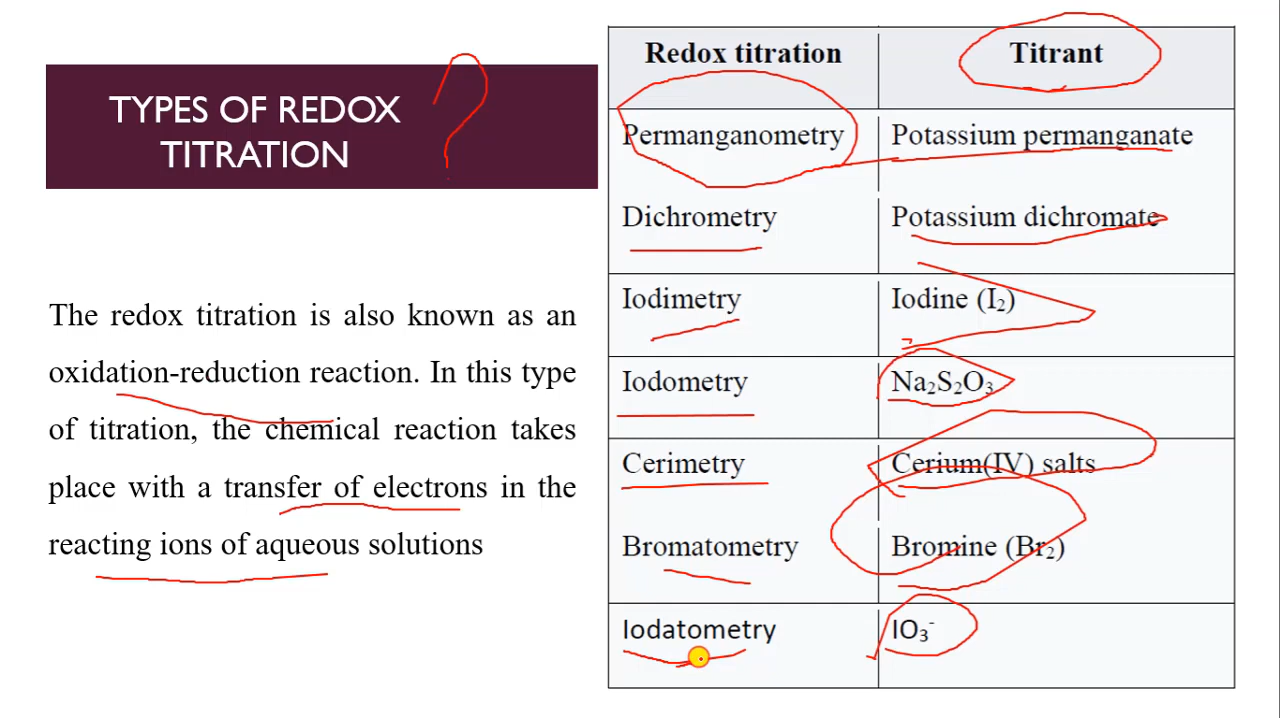 TYPES OF REDOX
TITRATION
?
The redox titration is also known as an
oxidation-reduction reaction. In this type
of titration, the chemical reaction takes
place with a transfer of electrons in the
reacting ions of aqueous solutions
Redox titration Titrant
Permanganometry Potassium permanganate
Dichrometry Potassium dichromate
Iodimetry Iodine (I₂)
Iodometry Na₂S₂O₃
Cerimetry Cerium(IV) salts
Bromatometry Bromine (Br₂)
Iodatometry IO₃⁻